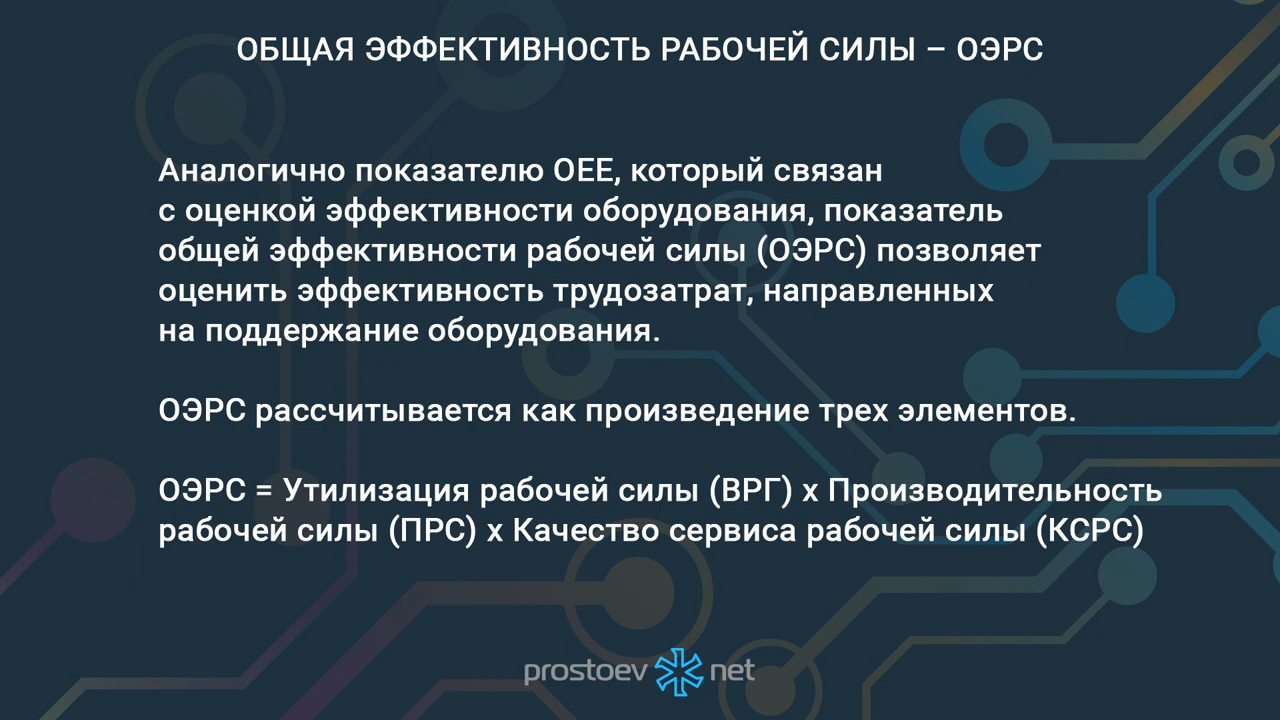 ОБЩАЯ ЭФФЕКТИВНОСТЬ РАБОЧЕЙ СИЛЫ – ОЭРС
Аналогично показателю OEE, который связан
с оценкой эффективности оборудования, показатель
общей эффективности рабочей силы (ОЭРС) позволяет
оценить эффективность трудозатрат, направленных
на поддержание оборудования.
ОЭРС рассчитывается как произведение трех элементов.
ОЭРС = Утилизация рабочей силы (ВРГ) x Производительность
рабочей силы (ПРС) x Качество сервиса рабочей силы (КСРС)
prostoev net